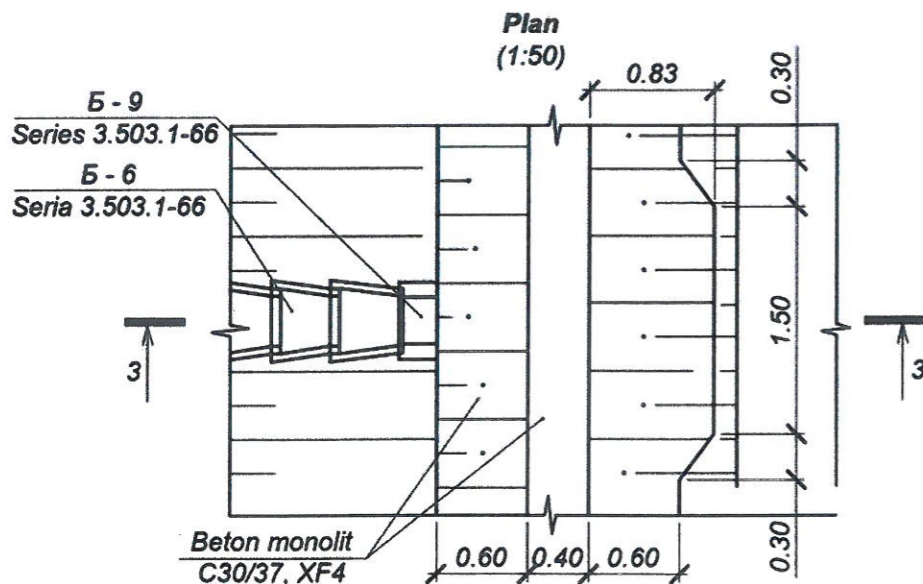 Plan
(1:50)
0.83
0.30
Б - 9
Series 3.503.1-66
Б - 6
Seria 3.503.1-66
1.50
3
3
Beton monolit
C30/37, XF4
0.60
0.40
0.60
0.30